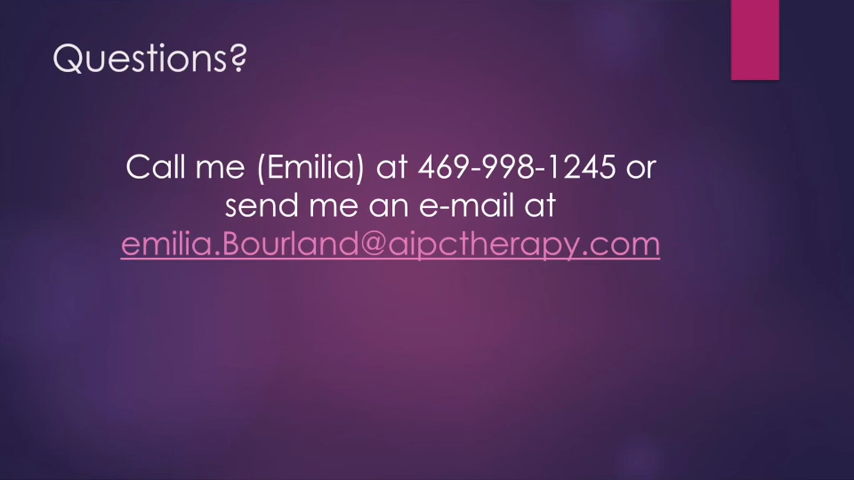 Questions?
Call me (Emilia) at 469-998-1245 or
send me an e-mail at
emilia.Bourland@aipctherapy.com